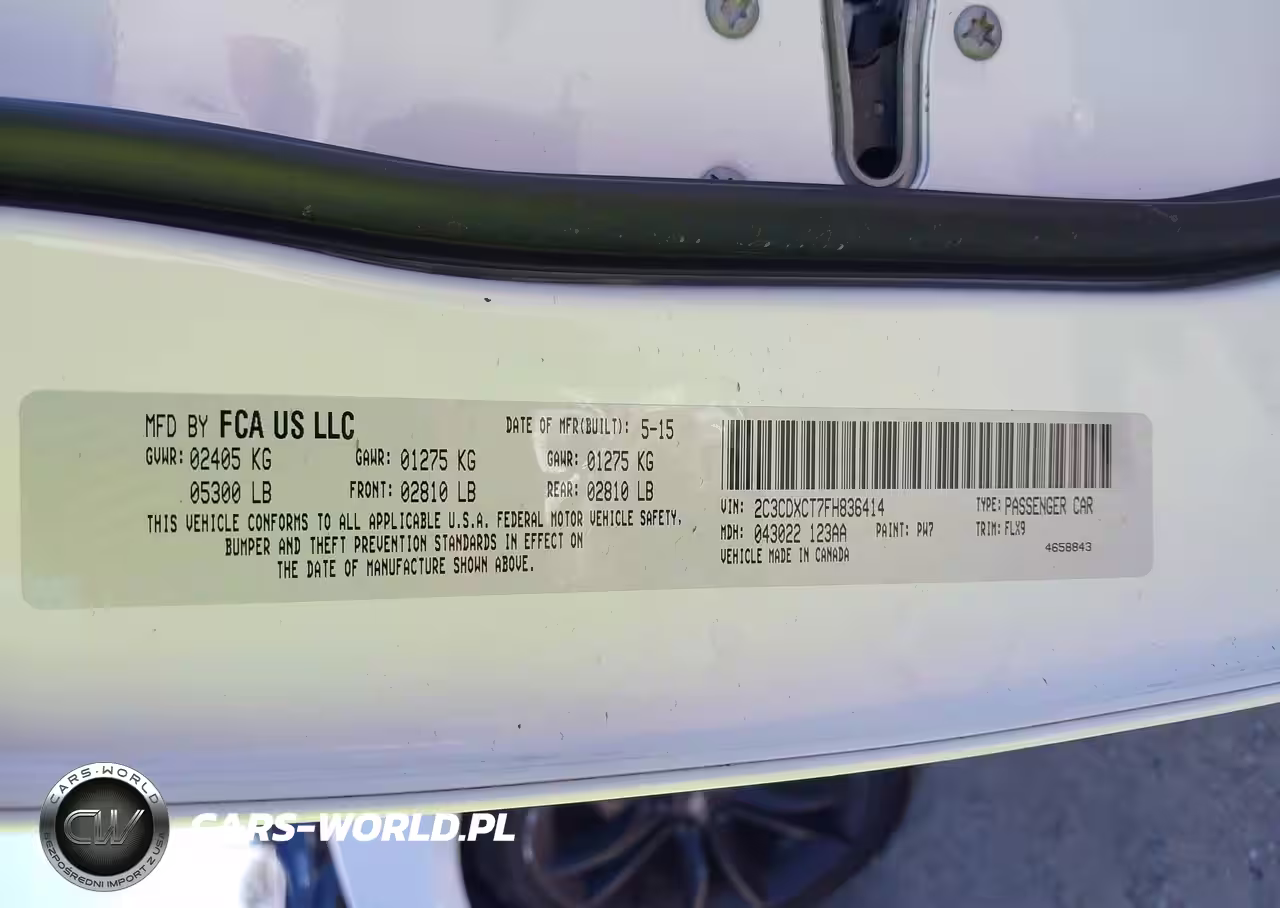 MFD BY FCA US LLC
DATE OF MFR(BUILT): 5-15
GVWR: 02405 KG GAWR: 01275 KG GAWR: 01275 KG
05300 LB FRONT: 02810 LB REAR: 02810 LB
THIS VEHICLE CONFORMS TO ALL APPLICABLE U.S.A. FEDERAL MOTOR VEHICLE SAFETY,
BUMPER AND THEFT PREVENTION STANDARDS IN EFFECT ON
THE DATE OF MANUFACTURE SHOWN ABOVE.
VIN: 2C3CDXCT7FH836414 TYPE: PASSENGER CAR
MDH: 043022 123AA PAINT: PW7 TRIM: FLX9
VEHICLE MADE IN CANADA 4658843
CARS-WORLD
CW
BEZPOŚREDNI IMPORT Z USA
CARS-WORLD.PL